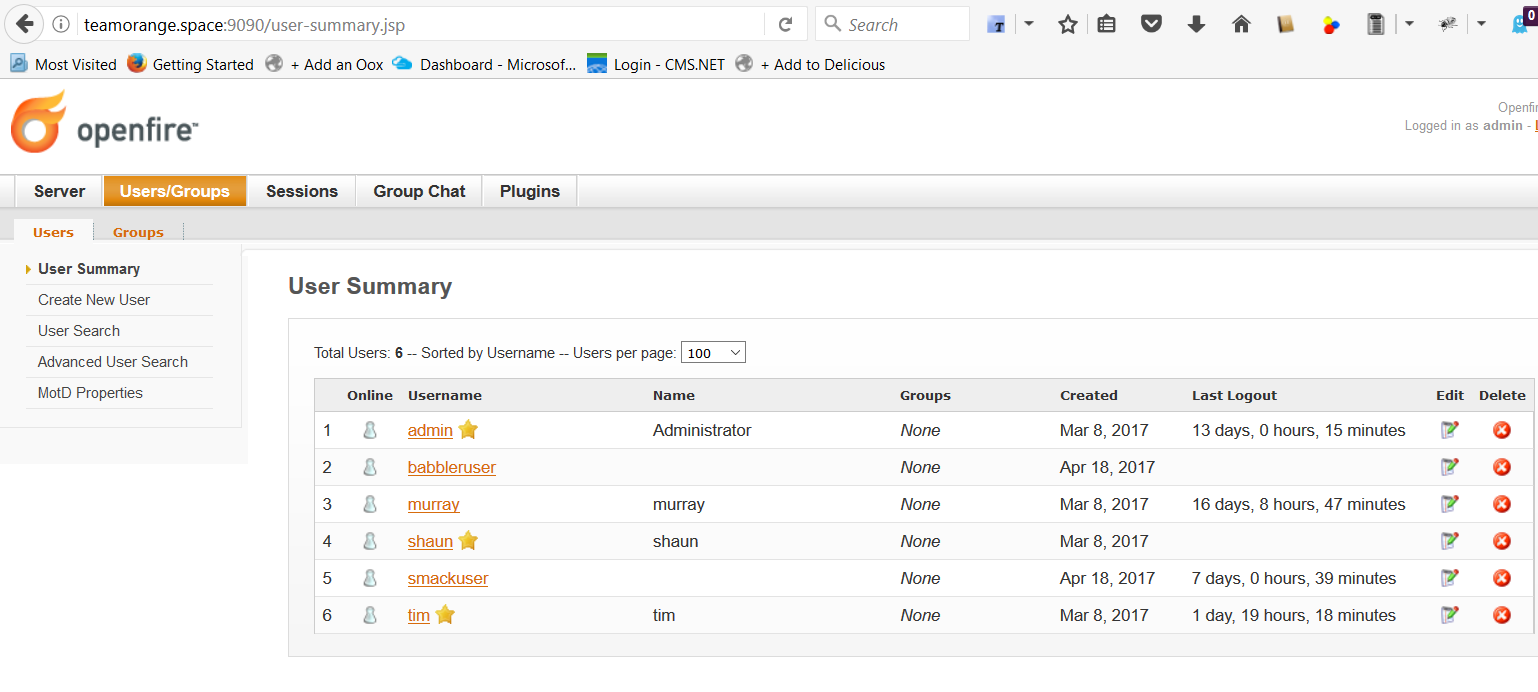 teamorange.space:9090/user-summary.jsp Search 0
Most Visited Getting Started + Add an Oox Dashboard - Microsof... Login - CMS.NET + Add to Delicious
openfire™
Openfir
Logged in as admin -
Server Users/Groups Sessions Group Chat Plugins
Users Groups
User Summary
Create New User
User Search
Advanced User Search
MotD Properties
User Summary
Total Users: 6 -- Sorted by Username -- Users per page: 100
Online Username Name Groups Created Last Logout Edit Delete
1 admin Administrator None Mar 8, 2017 13 days, 0 hours, 15 minutes
2 babbleruser None Apr 18, 2017
3 murray murray None Mar 8, 2017 16 days, 8 hours, 47 minutes
4 shaun shaun None Mar 8, 2017
5 smackuser None Apr 18, 2017 7 days, 0 hours, 39 minutes
6 tim tim None Mar 8, 2017 1 day, 19 hours, 18 minutes